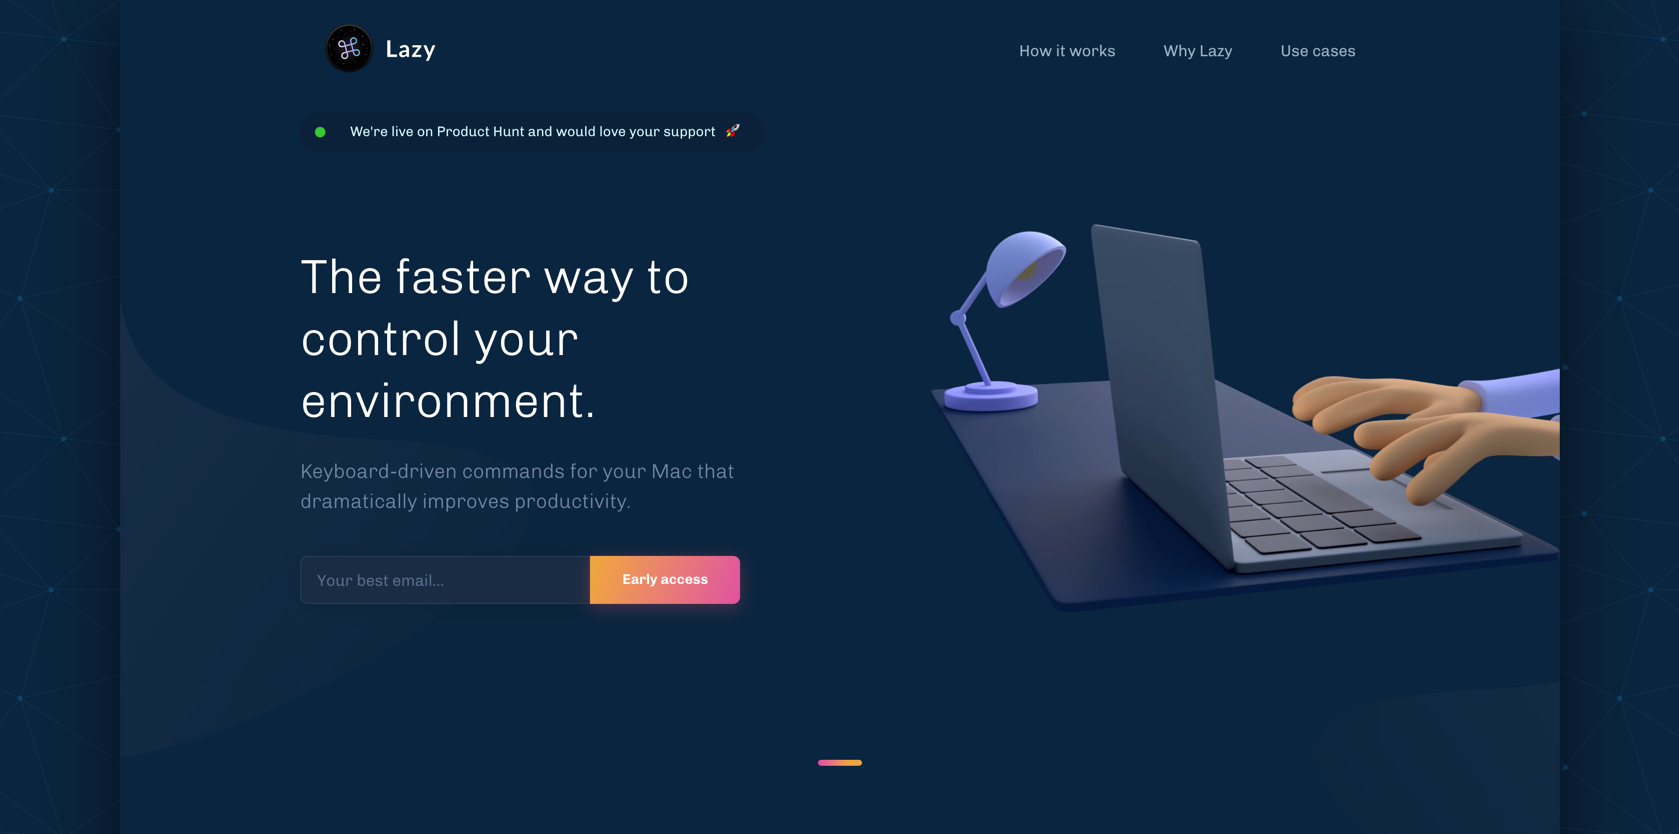 Lazy
How it works
Why Lazy
Use cases
We're live on Product Hunt and would love your support 🚀
The faster way to
control your
environment.
Keyboard-driven commands for your Mac that
dramatically improves productivity.
Your best email...
Early access